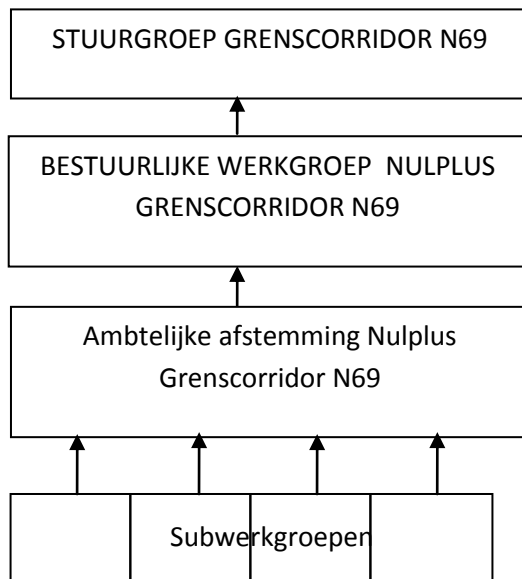 STUURGROEP GRENSCORRIDOR N69
BESTUURLIJKE WERKGROEP  NULPLUS
GRENSCORRIDOR N69
Ambtelijke afstemming Nulplus
Grenscorridor N69
Subwerkgroepen